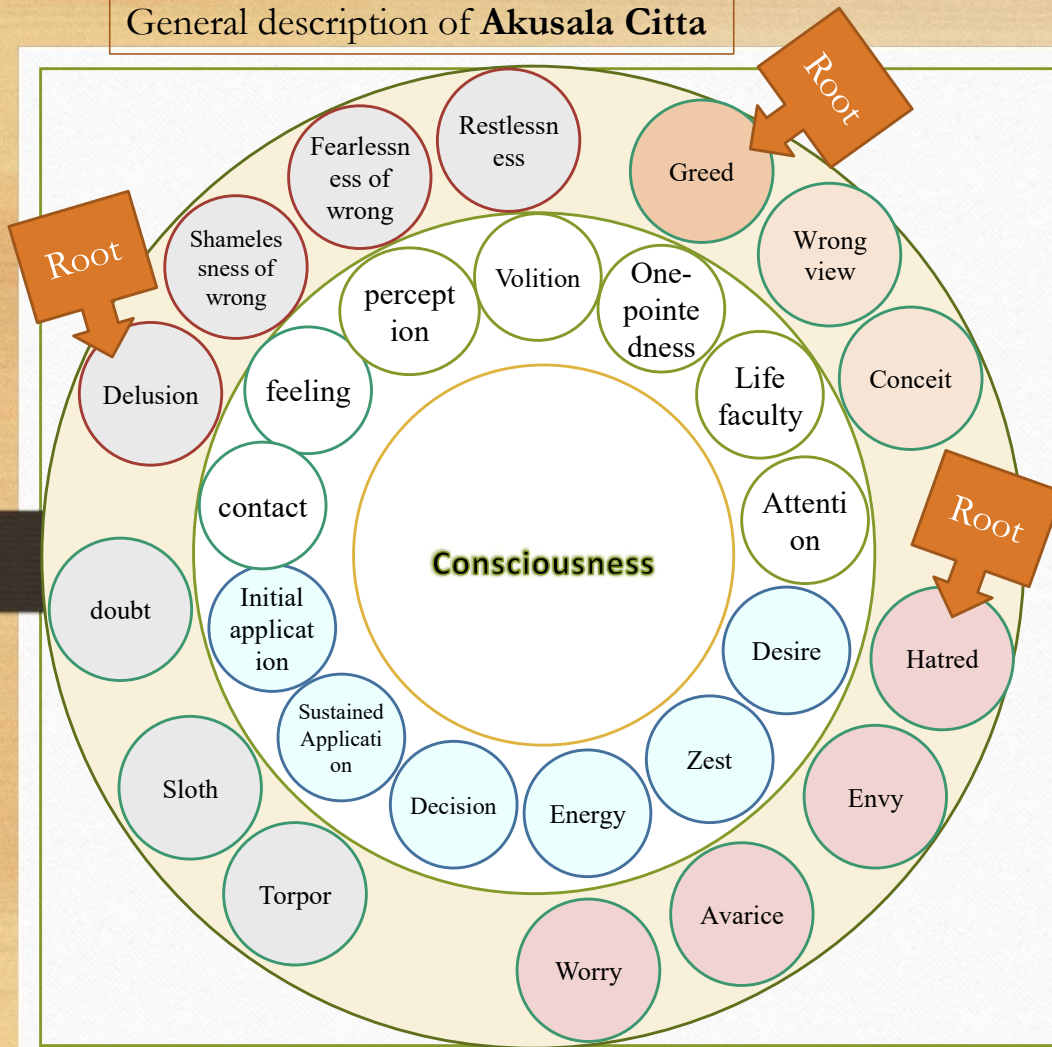 General description of Akusala Citta
Root
Root
Root
Restlessn
ess
Fearlessn
ess of
wrong
Shameles
sness of
wrong
Delusion
doubt
Sloth
Torpor
Greed
Wrong
view
Conceit
Hatred
Envy
Avarice
Worry
Volition
percept
ion
feeling
contact
One-
pointe
dness
Life
faculty
Attenti
on
Initial
applicat
ion
Sustained
Applicati
on
Decision
Energy
Zest
Desire
Consciousness